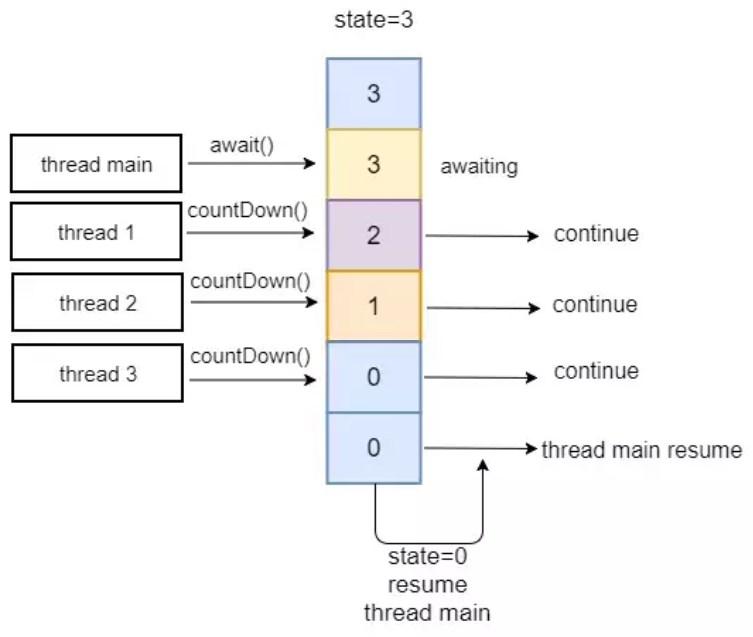 state=3
3
thread main
await()
3
awaiting
thread 1
countDown()
2
continue
thread 2
countDown()
1
continue
thread 3
countDown()
0
continue
0
thread main resume
state=0
resume
thread main